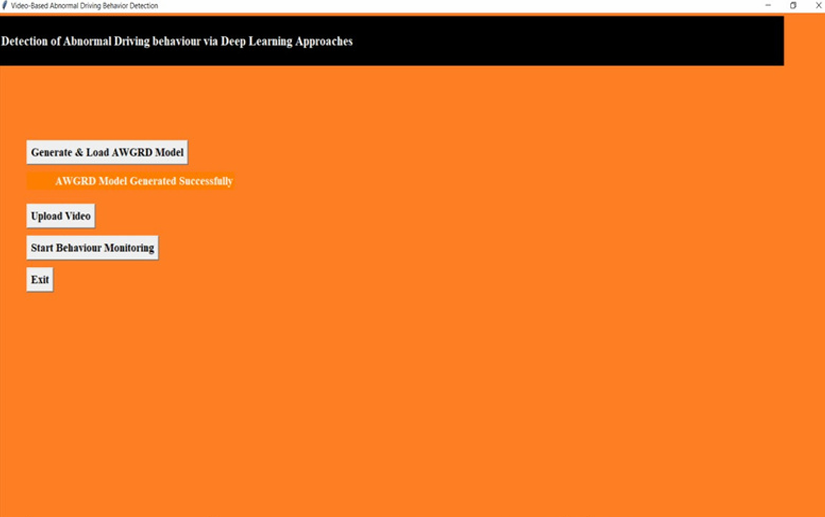 Video-Based Abnormal Driving Behavior Detection
Detection of Abnormal Driving behaviour via Deep Learning Approaches
Generate & Load AWGRD Model
AWGRD Model Generated Successfully
Upload Video
Start Behaviour Monitoring
Exit